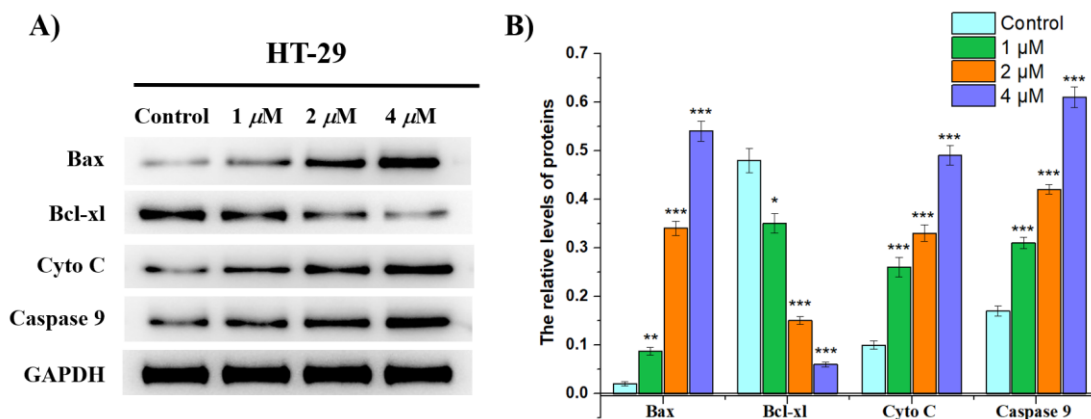 A)
HT-29
Control 1 μM 2 μM 4 μM
Bax
Bcl-xl
Cyto C
Caspase 9
GAPDH
B)
Control
1 μM
2 μM
4 μM
The relative levels of proteins
0.7
0.6
0.5
0.4
0.3
0.2
0.1
0.0
** *** ***
* *** ***
*** *** ***
*** *** ***
Bax Bcl-xl Cyto C Caspase 9